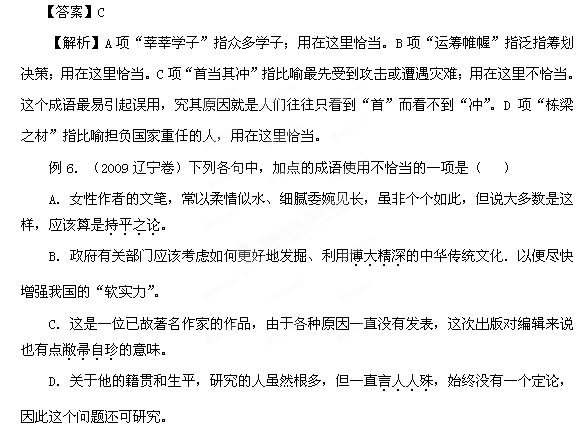 【答案】C
【解析】A 项“莘莘学子”指众多学子；用在这里恰当。B 项“运筹帷幄”指泛指筹划
决策；用在这里恰当。C 项“首当其冲”指比喻最先受到攻击或遭遇灾难；用在这里不恰当。
这个成语最易引起误用，究其原因就是人们往往只看到“首”而看不到“冲”。D 项“栋梁
之材”指比喻担负国家重任的人，用在这里恰当。
例 6．（2009 辽宁卷）下列各句中，加点的成语使用不恰当的一项是（　）
A．女性作者的文笔，常以柔情似水、细腻委婉见长，虽非个个如此，但说大多数是这
样，应该算是持平之论。
B．政府有关部门应该考虑如何更好地发掘、利用博大精深的中华传统文化．以便尽快
增强我国的“软实力”。
C．这是一位已故著名作家的作品，由于各种原因一直没有发表，这次出版对编辑来说
也有点敝帚自珍的意味。
D．关于他的籍贯和生平，研究的人虽然根多，但一直言人人殊，始终没有一个定论，
因此这个问题还可研究。